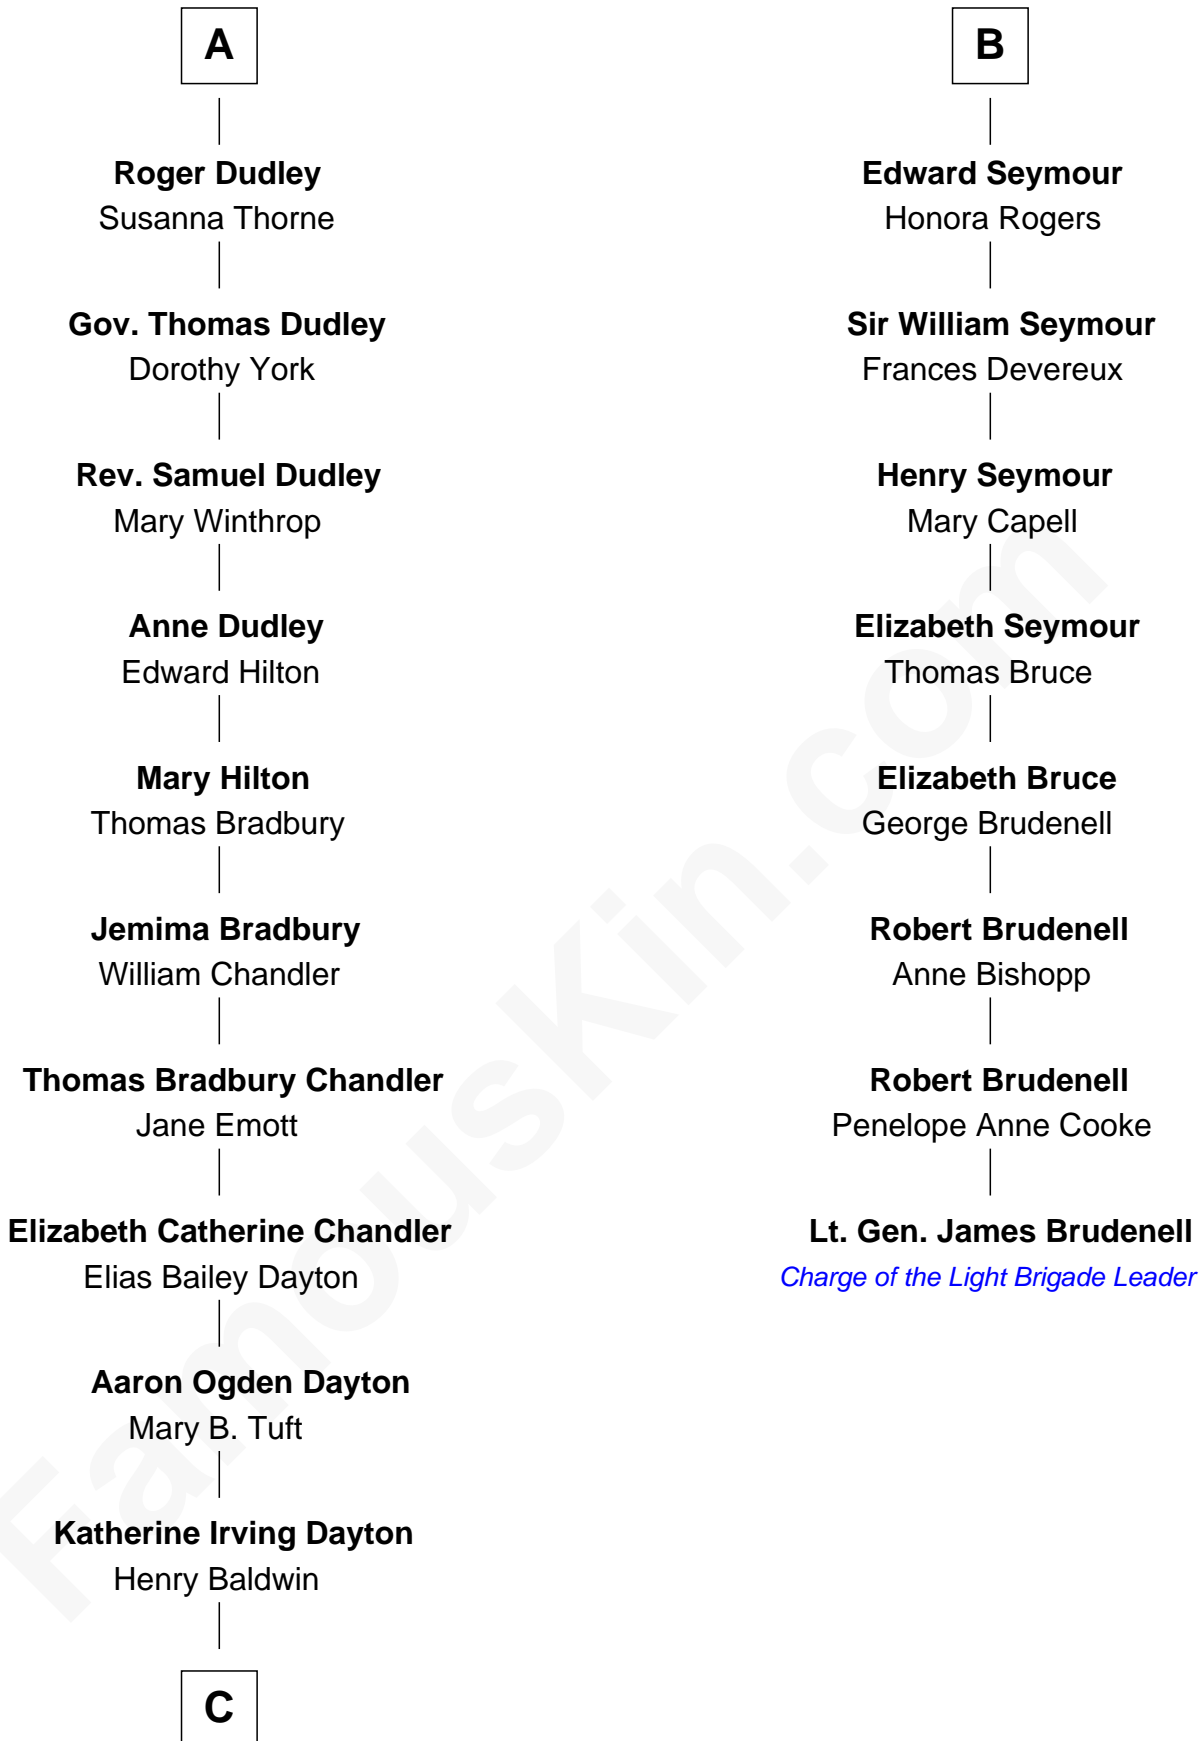 A
Roger Dudley
Susanna Thorne
Gov. Thomas Dudley
Dorothy York
Rev. Samuel Dudley
Mary Winthrop
Anne Dudley
Edward Hilton
Mary Hilton
Thomas Bradbury
Jemima Bradbury
William Chandler
Thomas Bradbury Chandler
Jane Emott
Elizabeth Catherine Chandler
Elias Bailey Dayton
Aaron Ogden Dayton
Mary B. Tuft
Katherine Irving Dayton
Henry Baldwin
C
B
Edward Seymour
Honora Rogers
Sir William Seymour
Frances Devereux
Henry Seymour
Mary Capell
Elizabeth Seymour
Thomas Bruce
Elizabeth Bruce
George Brudenell
Robert Brudenell
Anne Bishopp
Robert Brudenell
Penelope Anne Cooke
Lt. Gen. James Brudenell
Charge of the Light Brigade Leader
FamousKin.com